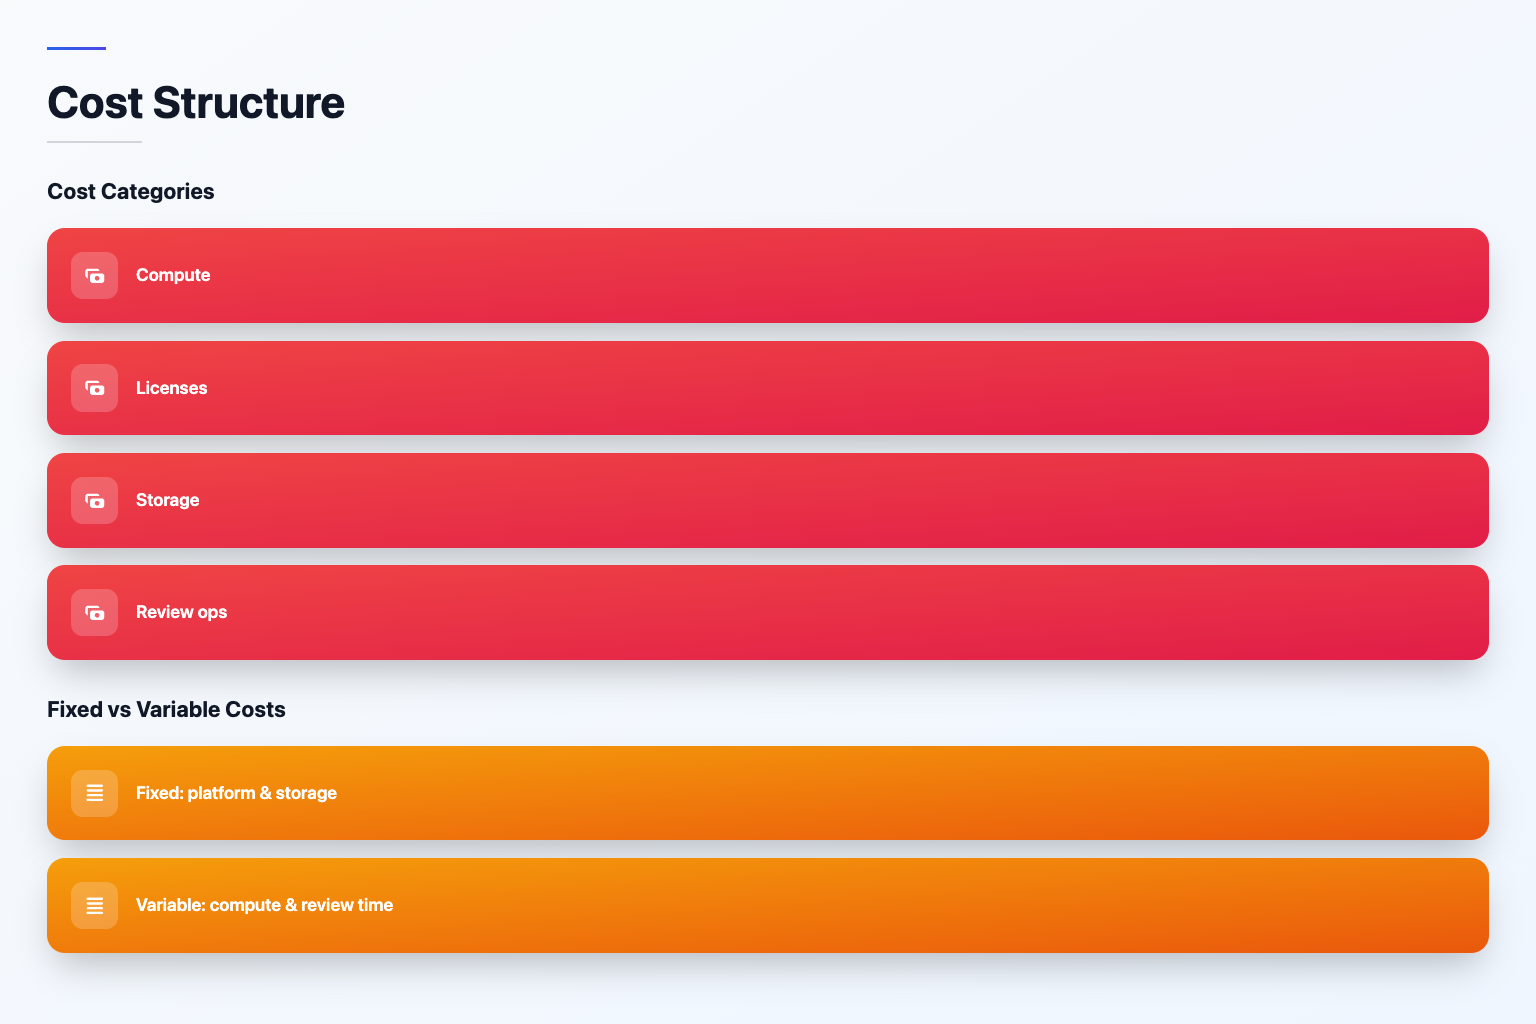 Cost Structure
Cost Categories
Compute
Licenses
Storage
Review ops
Fixed vs Variable Costs
Fixed: platform & storage
Variable: compute & review time